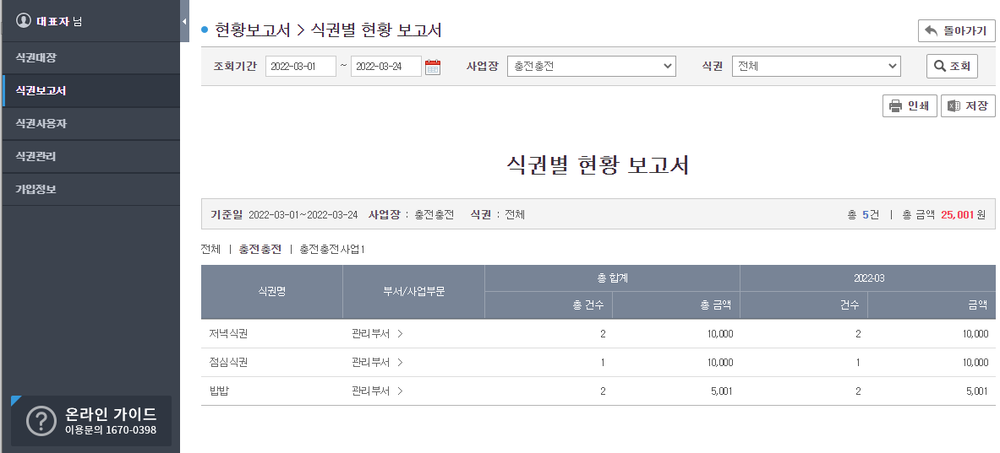 대표자 님
식권대장
식권보고서
식권사용자
식권관리
가입정보
온라인 가이드
이용문의 1670-0398
현황보고서 > 식권별 현황 보고서
돌아가기
조회기간 2022-03-01 ~ 2022-03-24 사업장 충전충전 식권 전체 조회
인쇄 저장
식권별 현황 보고서
기준일 2022-03-01~2022-03-24 사업장 : 충전충전 식권 : 전체 총 5건 | 총 금액 25,001원
전체 | 충전충전 | 충전충전사업1
식권명 부서/사업부문 총 합계 2022-03
총 건수 총 금액 건수 금액
저녁식권 관리부서 > 2 10,000 2 10,000
점심식권 관리부서 > 1 10,000 1 10,000
밥밥 관리부서 > 2 5,001 2 5,001